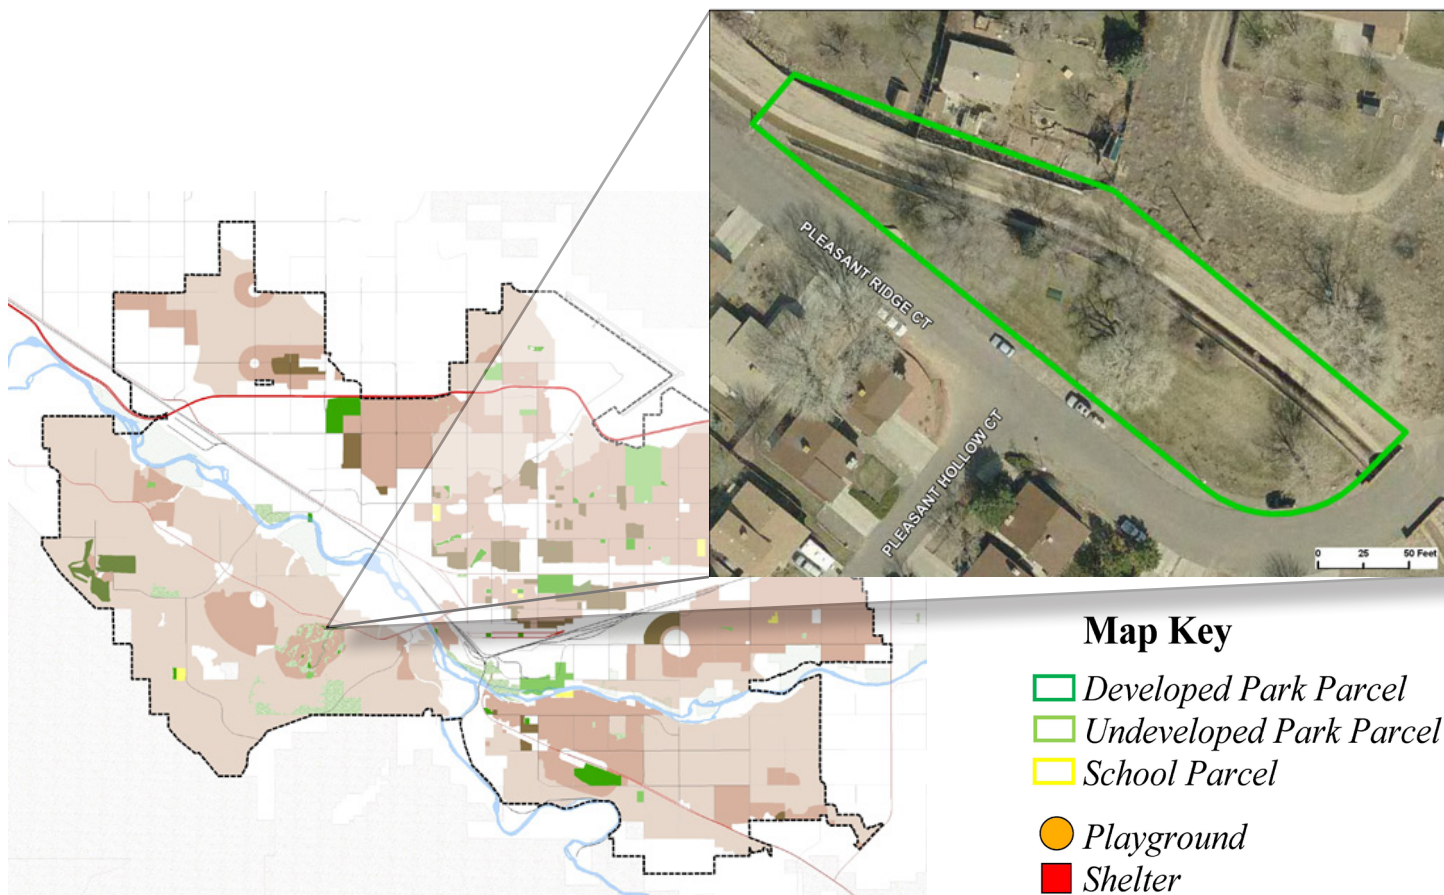 PLEASANT RIDGE CT
PLEASANT HOLLOW CT
0 25 50 Feet
Map Key
Developed Park Parcel
Undeveloped Park Parcel
School Parcel
Playground
Shelter